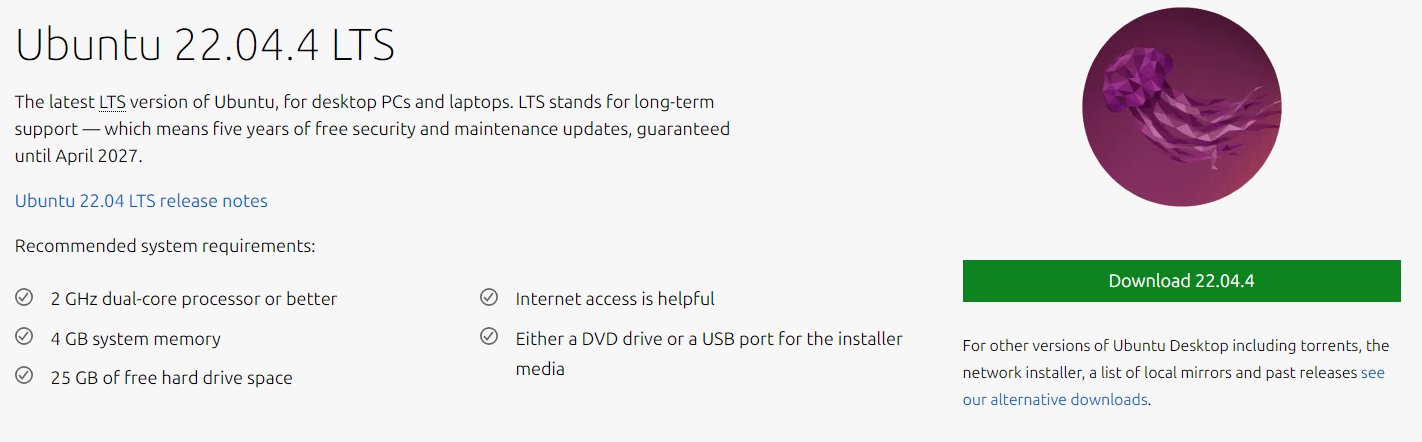 Ubuntu 22.04.4 LTS
The latest LTS version of Ubuntu, for desktop PCs and laptops. LTS stands for long-term
support — which means five years of free security and maintenance updates, guaranteed
until April 2027.
Ubuntu 22.04 LTS release notes
Recommended system requirements:
2 GHz dual-core processor or better
4 GB system memory
25 GB of free hard drive space
Internet access is helpful
Either a DVD drive or a USB port for the installer
media
Download 22.04.4
For other versions of Ubuntu Desktop including torrents, the
network installer, a list of local mirrors and past releases see
our alternative downloads.